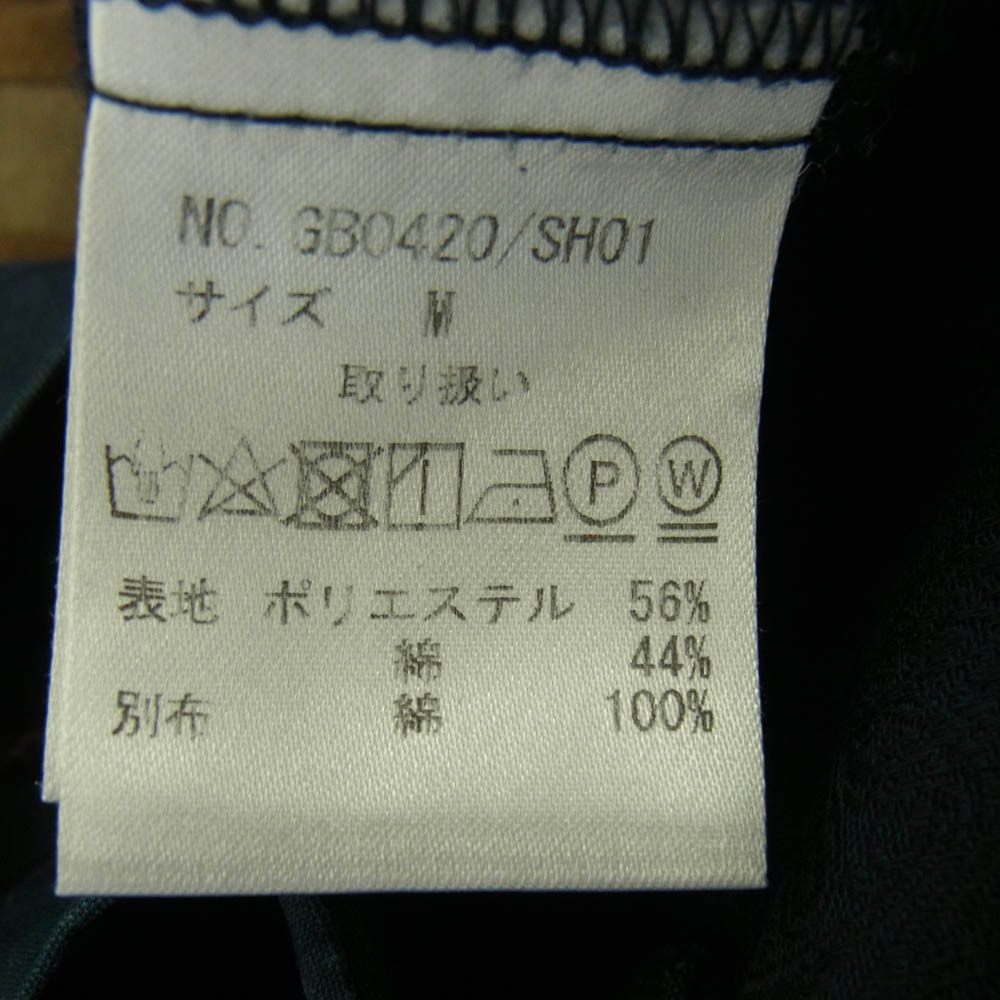 NO. GB0420/SH01
サイズ M
取り扱い
P W
表地 ポリエステル 56%
綿 44%
別布 綿 100%